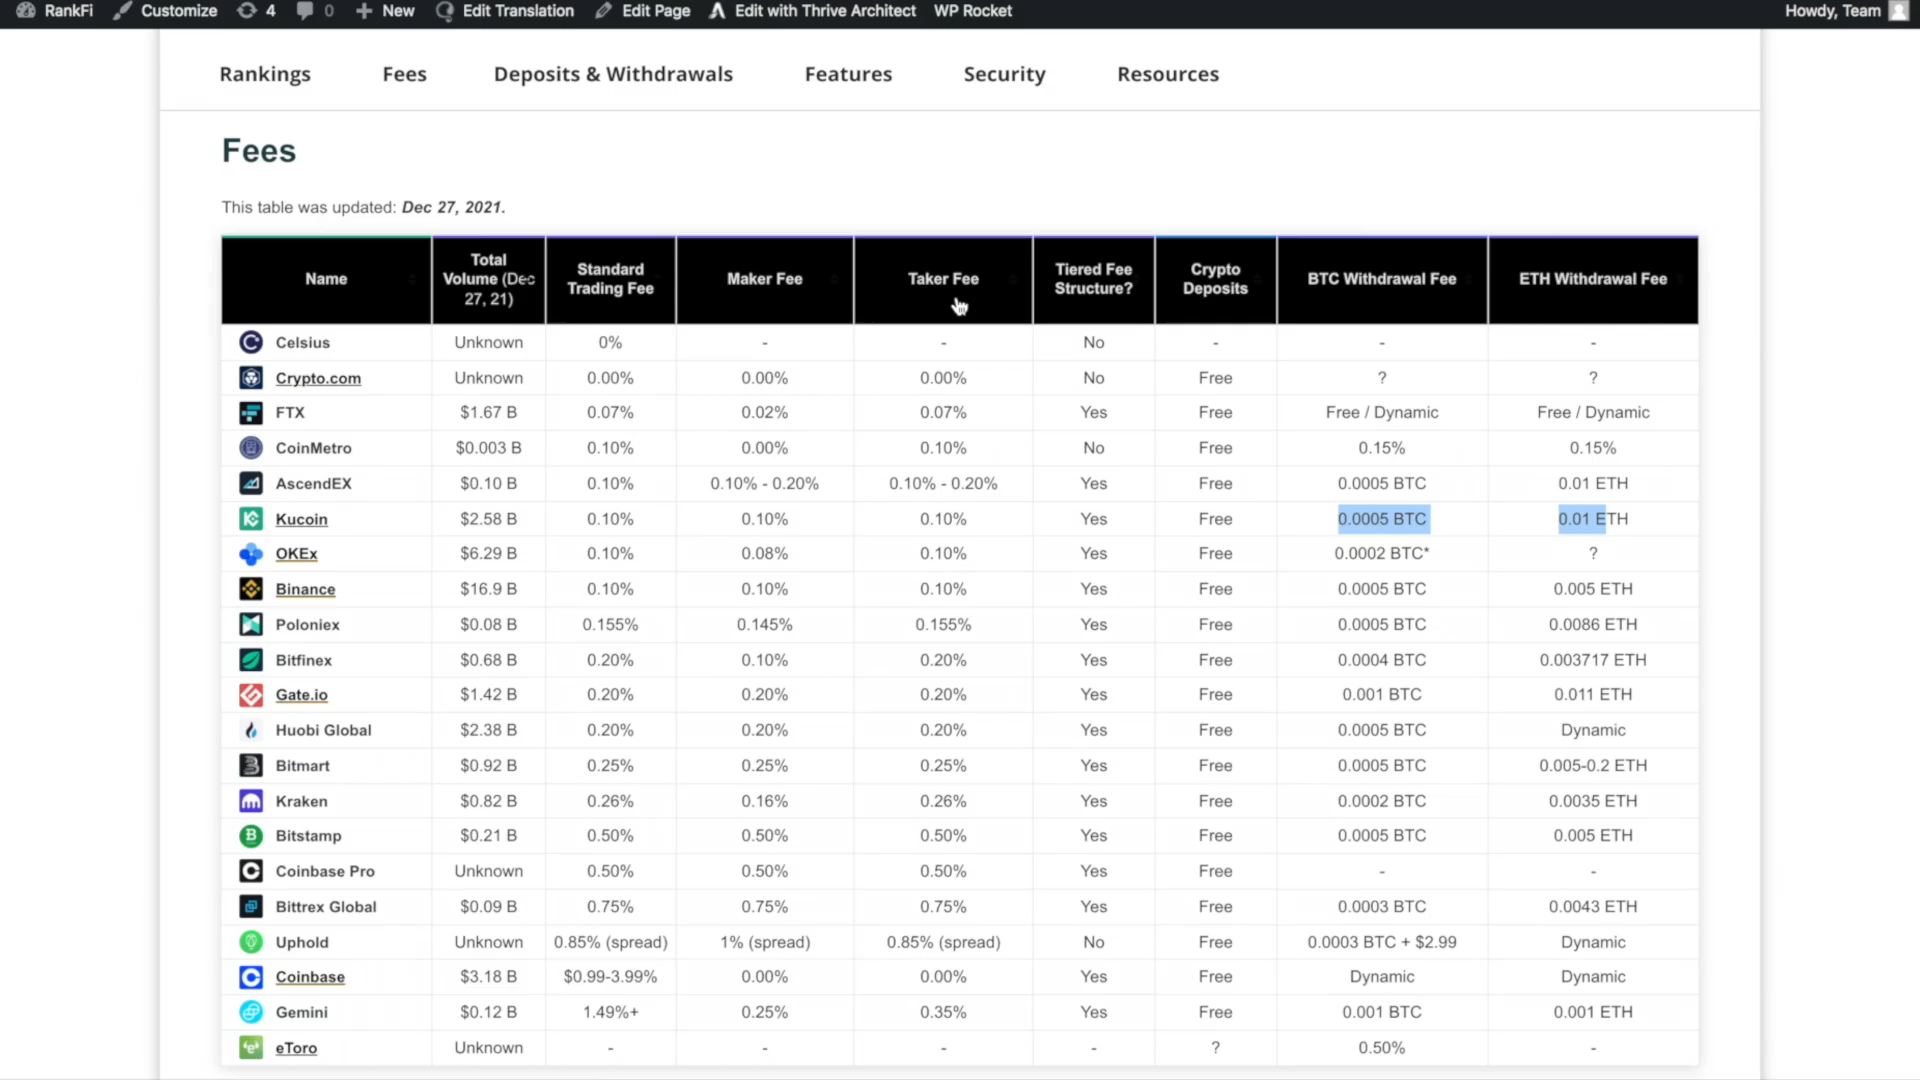 RankFi Customize 4 0 New Edit Translation Edit Page Edit with Thrive Architect WP Rocket Howdy, Team
Rankings Fees Deposits & Withdrawals Features Security Resources
Fees
This table was updated: Dec 27, 2021.
Name Total Volume (Dec 27, 21) Standard Trading Fee Maker Fee Taker Fee Tiered Fee Structure? Crypto Deposits BTC Withdrawal Fee ETH Withdrawal Fee
Celsius Unknown 0% - - No - - -
Crypto.com Unknown 0.00% 0.00% 0.00% No Free ? ?
FTX $1.67 B 0.07% 0.02% 0.07% Yes Free Free / Dynamic Free / Dynamic
CoinMetro $0.003 B 0.10% 0.00% 0.10% No Free 0.15% 0.15%
AscendEX $0.10 B 0.10% 0.10% - 0.20% 0.10% - 0.20% Yes Free 0.0005 BTC 0.01 ETH
Kucoin $2.58 B 0.10% 0.10% 0.10% Yes Free 0.0005 BTC 0.01 ETH
OKEx $6.29 B 0.10% 0.08% 0.10% Yes Free 0.0002 BTC* ?
Binance $16.9 B 0.10% 0.10% 0.10% Yes Free 0.0005 BTC 0.005 ETH
Poloniex $0.08 B 0.155% 0.145% 0.155% Yes Free 0.0005 BTC 0.0086 ETH
Bitfinex $0.68 B 0.20% 0.10% 0.20% Yes Free 0.0004 BTC 0.003717 ETH
Gate.io $1.42 B 0.20% 0.20% 0.20% Yes Free 0.001 BTC 0.011 ETH
Huobi Global $2.38 B 0.20% 0.20% 0.20% Yes Free 0.0005 BTC Dynamic
Bitmart $0.92 B 0.25% 0.25% 0.25% Yes Free 0.0005 BTC 0.005-0.2 ETH
Kraken $0.82 B 0.26% 0.16% 0.26% Yes Free 0.0002 BTC 0.0035 ETH
Bitstamp $0.21 B 0.50% 0.50% 0.50% Yes Free 0.0005 BTC 0.005 ETH
Coinbase Pro Unknown 0.50% 0.50% 0.50% Yes Free - -
Bittrex Global $0.09 B 0.75% 0.75% 0.75% Yes Free 0.0003 BTC 0.0043 ETH
Uphold Unknown 0.85% (spread) 1% (spread) 0.85% (spread) No Free 0.0003 BTC + $2.99 Dynamic
Coinbase $3.18 B $0.99-3.99% 0.00% 0.00% Yes Free Dynamic Dynamic
Gemini $0.12 B 1.49%+ 0.25% 0.35% Yes Free 0.001 BTC 0.001 ETH
eToro Unknown - - - - ? 0.50% -